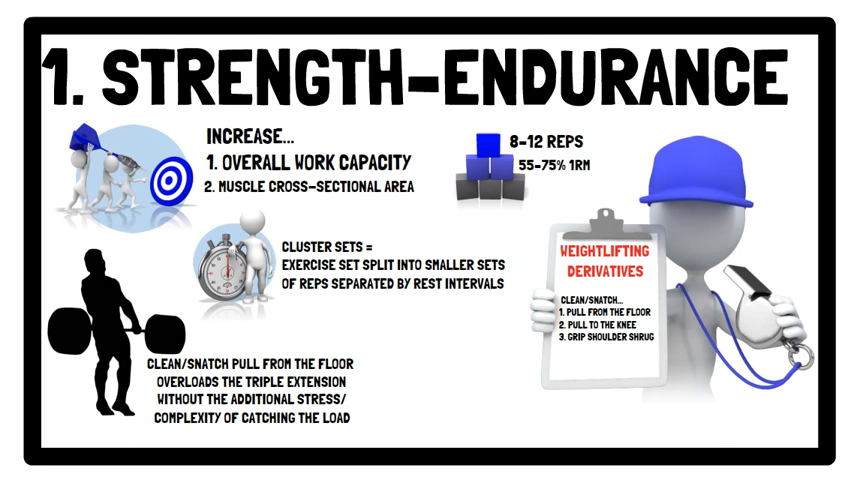 1. STRENGTH-ENDURANCE
INCREASE...
1. OVERALL WORK CAPACITY
2. MUSCLE CROSS-SECTIONAL AREA
8-12 REPS
55-75% 1RM
CLUSTER SETS =
EXERCISE SET SPLIT INTO SMALLER SETS
OF REPS SEPARATED BY REST INTERVALS
WEIGHTLIFTING
DERIVATIVES
CLEAN/SNATCH...
1. PULL FROM THE FLOOR
2. PULL TO THE KNEE
3. GRIP SHOULDER SHRUG
CLEAN/SNATCH PULL FROM THE FLOOR
OVERLOADS THE TRIPLE EXTENSION
WITHOUT THE ADDITIONAL STRESS/
COMPLEXITY OF CATCHING THE LOAD